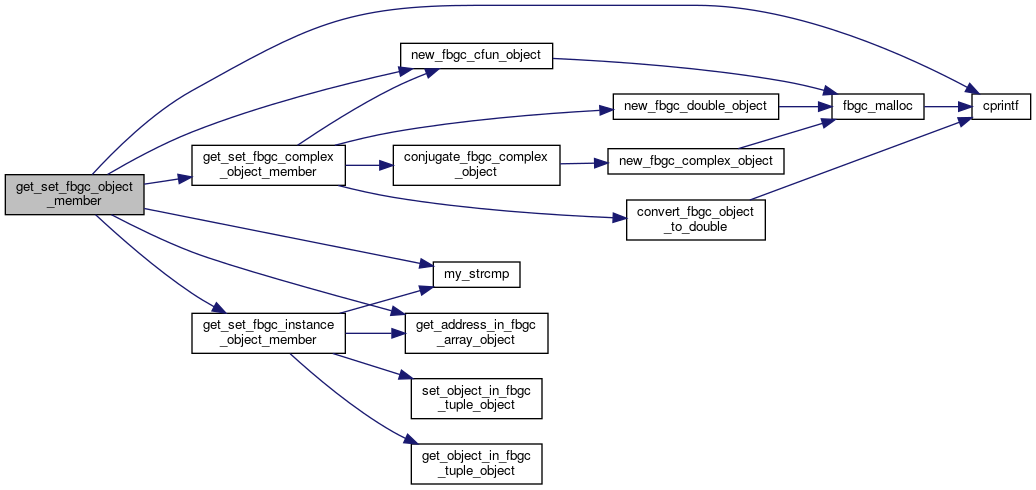 get_set_fbgc_object
_member
new_fbgc_cfun_object
get_set_fbgc_complex
_object_member
new_fbgc_double_object
fbgc_malloc
cprintf
conjugate_fbgc_complex
_object
new_fbgc_complex_object
convert_fbgc_object
_to_double
my_strcmp
get_set_fbgc_instance
_object_member
get_address_in_fbgc
_array_object
set_object_in_fbgc
_tuple_object
get_object_in_fbgc
_tuple_object